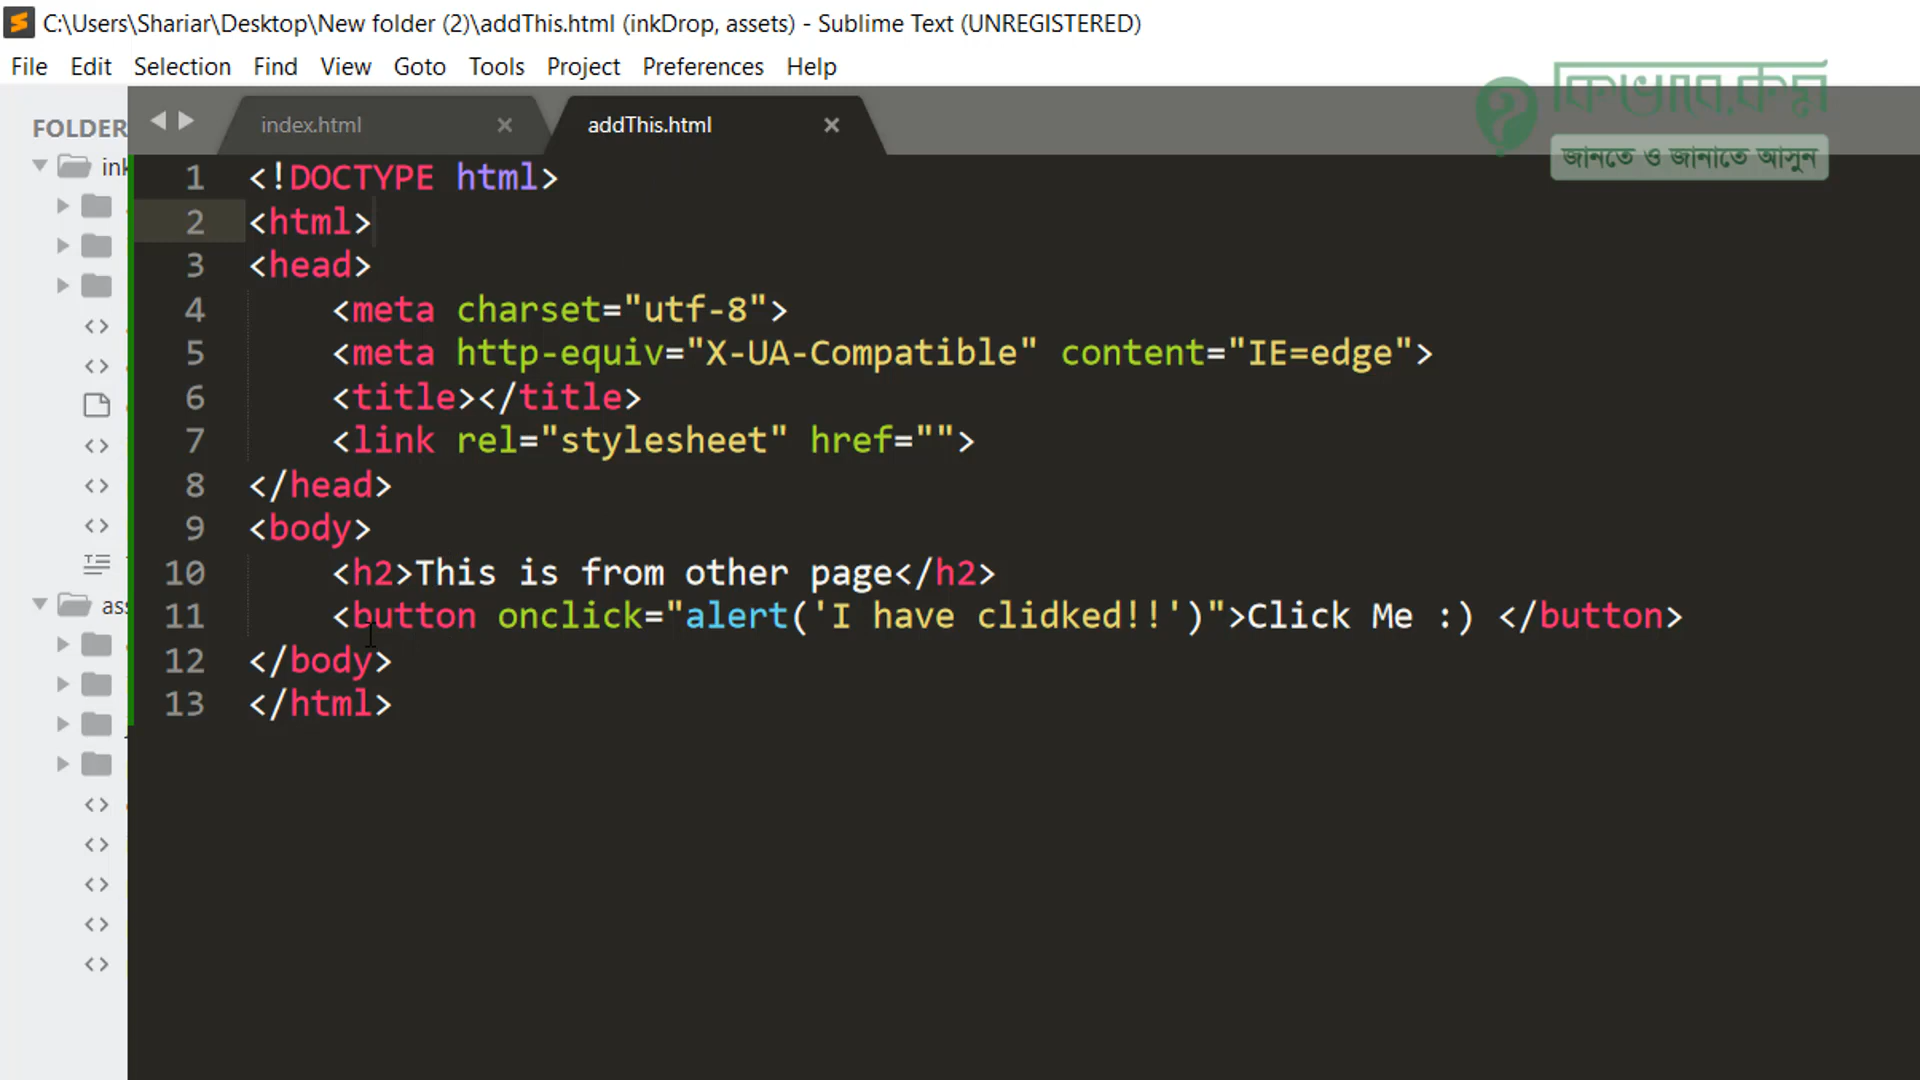 C:\Users\Shariar\Desktop\New folder (2)\addThis.html (inkDrop, assets) - Sublime Text (UNREGISTERED)
File Edit Selection Find View Goto Tools Project Preferences Help
কিভাবে.কম
জানতে ও জানাতে আসুন
FOLDER
index.html × addThis.html ×
ink
ass
1 <!DOCTYPE html>
2 <html>
3 <head>
4 <meta charset="utf-8">
5 <meta http-equiv="X-UA-Compatible" content="IE=edge">
6 <title></title>
7 <link rel="stylesheet" href="">
8 </head>
9 <body>
10 <h2>This is from other page</h2>
11 <button onclick="alert('I have clidked!!')">Click Me :) </button>
12 </body>
13 </html>